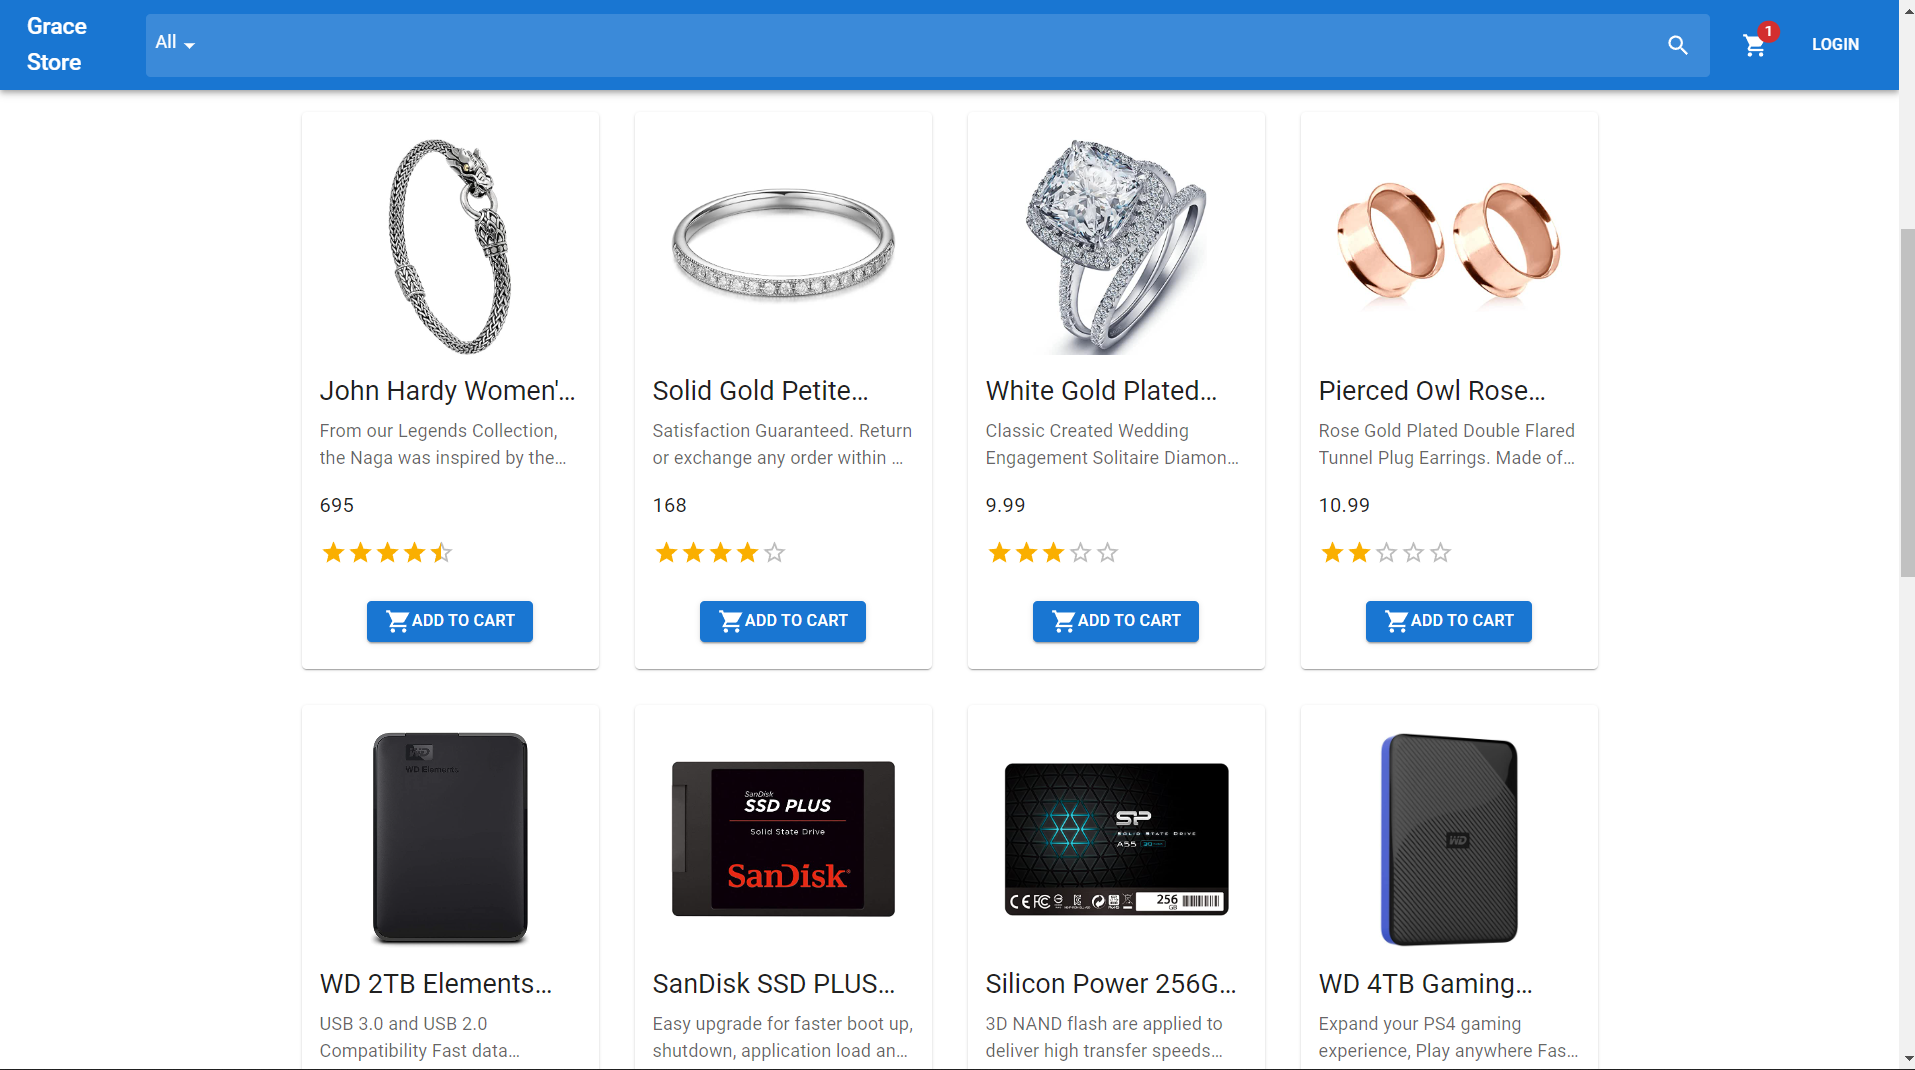 Grace
Store
All
1
LOGIN
John Hardy Women'...
Solid Gold Petite...
White Gold Plated...
Pierced Owl Rose...
From our Legends Collection,
the Naga was inspired by the...
Satisfaction Guaranteed. Return
or exchange any order within ...
Classic Created Wedding
Engagement Solitaire Diamon...
Rose Gold Plated Double Flared
Tunnel Plug Earrings. Made of...
695
168
9.99
10.99
ADD TO CART
ADD TO CART
ADD TO CART
ADD TO CART
WD
WD Elements
SanDisk
SSD PLUS
Solid State Drive
SanDisk
SP
SOLID STATE DRIVE
A55
256
GB
WD
WD 2TB Elements...
SanDisk SSD PLUS...
Silicon Power 256G...
WD 4TB Gaming...
USB 3.0 and USB 2.0
Compatibility Fast data...
Easy upgrade for faster boot up,
shutdown, application load an...
3D NAND flash are applied to
deliver high transfer speeds...
Expand your PS4 gaming
experience, Play anywhere Fas...